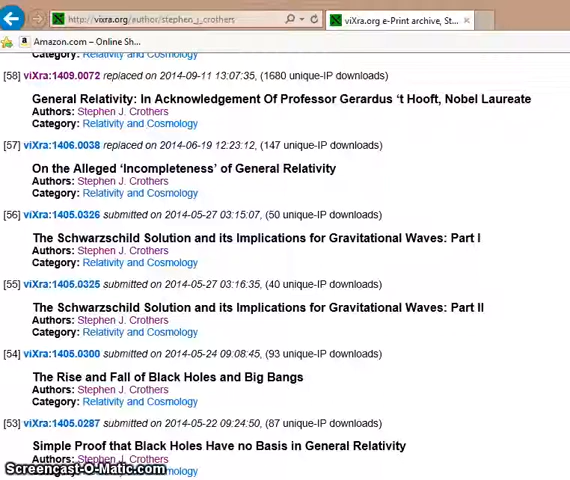 http://vixra.org/author/stephen_j_crothers
viXra.org e-Print archive, St...
Amazon.com – Online Sh...
Category: Relativity and Cosmology
[58] viXra:1409.0072 replaced on 2014-09-11 13:07:35, (1680 unique-IP downloads)
General Relativity: In Acknowledgement Of Professor Gerardus ‘t Hooft, Nobel Laureate
Authors: Stephen J. Crothers
Category: Relativity and Cosmology
[57] viXra:1406.0038 replaced on 2014-06-19 12:23:12, (147 unique-IP downloads)
On the Alleged ‘Incompleteness’ of General Relativity
Authors: Stephen J. Crothers
Category: Relativity and Cosmology
[56] viXra:1405.0326 submitted on 2014-05-27 03:15:07, (50 unique-IP downloads)
The Schwarzschild Solution and its Implications for Gravitational Waves: Part I
Authors: Stephen J. Crothers
Category: Relativity and Cosmology
[55] viXra:1405.0325 submitted on 2014-05-27 03:16:35, (40 unique-IP downloads)
The Schwarzschild Solution and its Implications for Gravitational Waves: Part II
Authors: Stephen J. Crothers
Category: Relativity and Cosmology
[54] viXra:1405.0300 submitted on 2014-05-24 09:08:45, (93 unique-IP downloads)
The Rise and Fall of Black Holes and Big Bangs
Authors: Stephen J. Crothers
Category: Relativity and Cosmology
[53] viXra:1405.0287 submitted on 2014-05-22 09:24:50, (87 unique-IP downloads)
Simple Proof that Black Holes Have no Basis in General Relativity
Authors: Stephen J. Crothers
Screencast-O-Matic.com